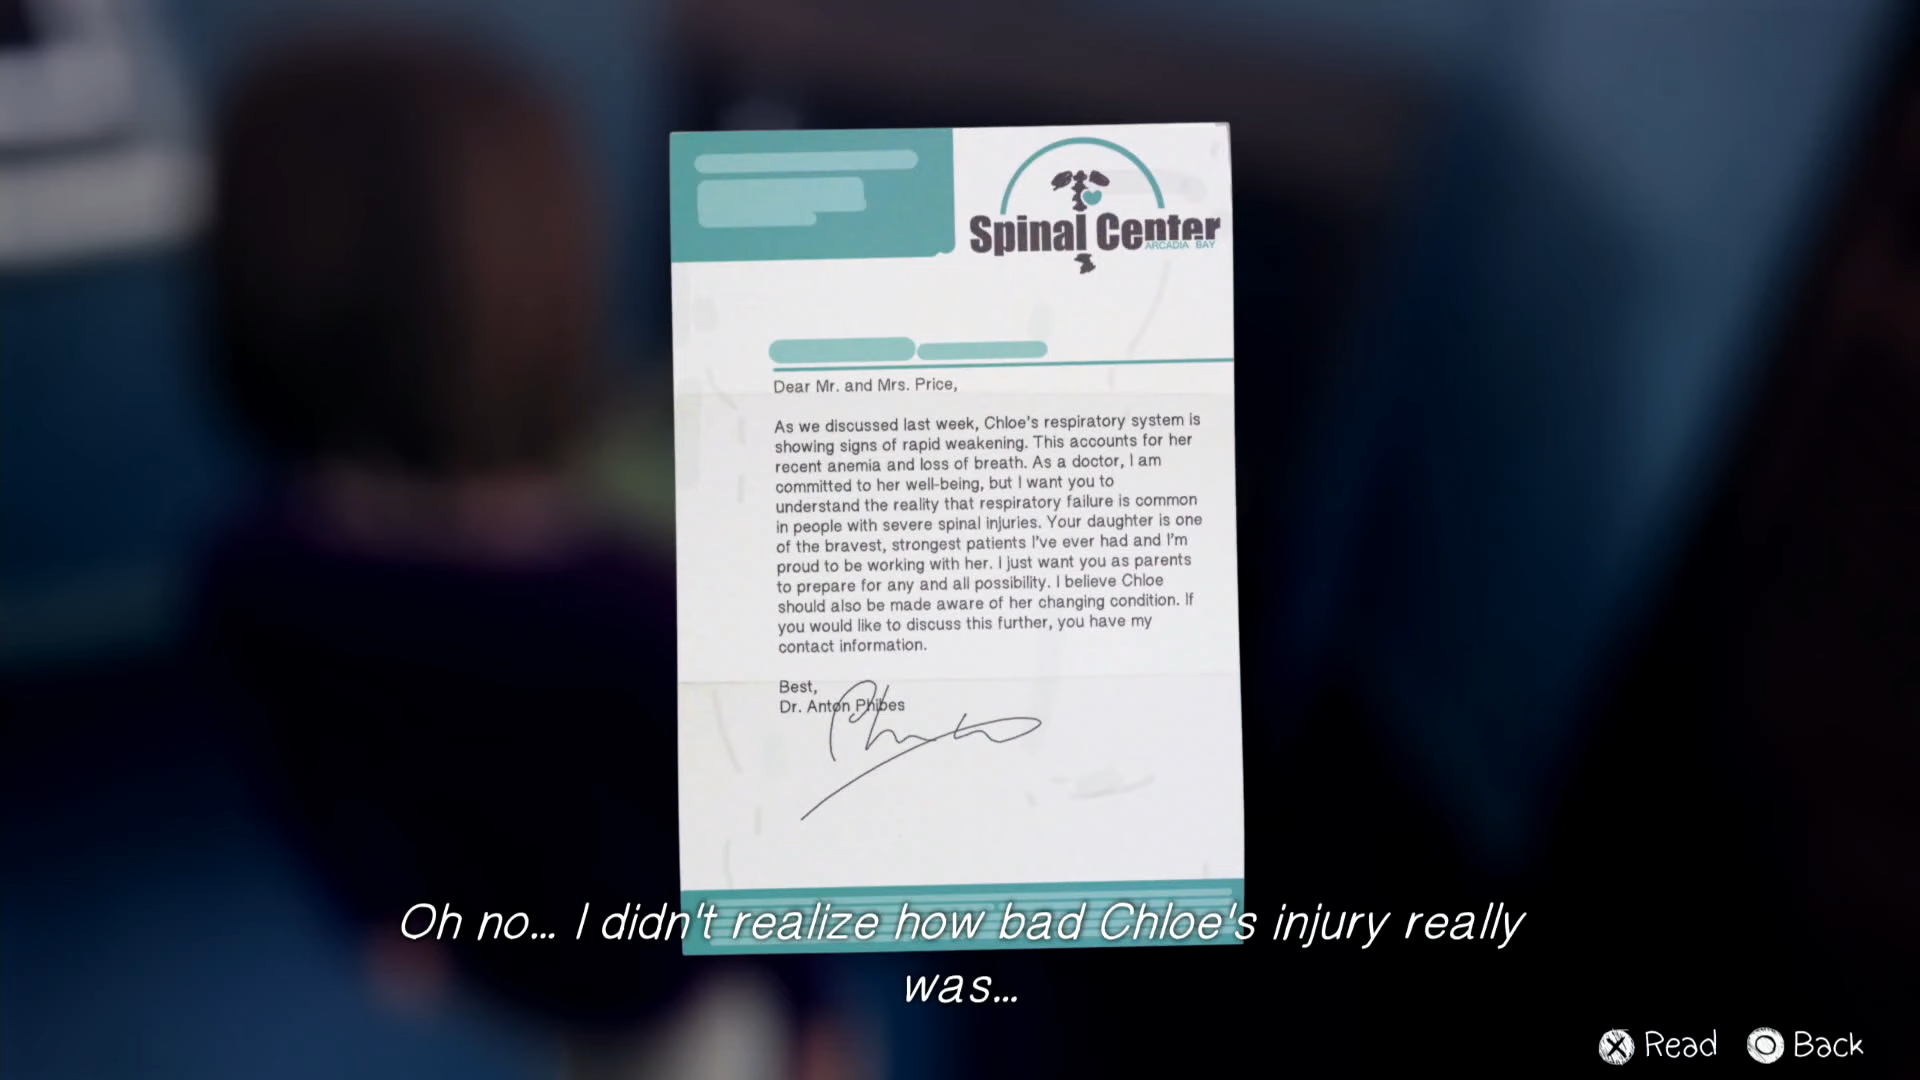 Spinal Center
ARCADIA BAY
Dear Mr. and Mrs. Price,
As we discussed last week, Chloe's respiratory system is
showing signs of rapid weakening. This accounts for her
recent anemia and loss of breath. As a doctor, I am
committed to her well-being, but I want you to
understand the reality that respiratory failure is common
in people with severe spinal injuries. Your daughter is one
of the bravest, strongest patients I've ever had and I'm
proud to be working with her. I just want you as parents
to prepare for any and all possibility. I believe Chloe
should also be made aware of her changing condition. If
you would like to discuss this further, you have my
contact information.
Best,
Dr. Anton Phibes
Oh no... I didn't realize how bad Chloe's injury really
was...
Read Back